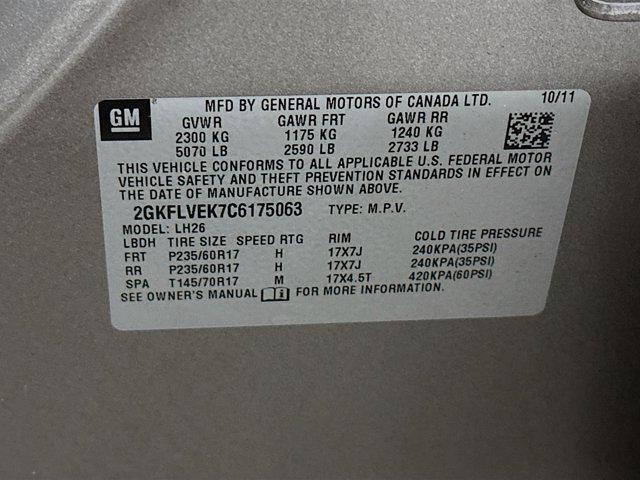 GM MFD BY GENERAL MOTORS OF CANADA LTD. 10/11
GVWR GAWR FRT GAWR RR
2300 KG 1175 KG 1240 KG
5070 LB 2590 LB 2733 LB
THIS VEHICLE CONFORMS TO ALL APPLICABLE U.S. FEDERAL MOTOR
VEHICLE SAFETY AND THEFT PREVENTION STANDARDS IN EFFECT ON
THE DATE OF MANUFACTURE SHOWN ABOVE.
2GKFLVEK7C6175063 TYPE: M.P.V.
MODEL: LH26
LBDH TIRE SIZE SPEED RTG RIM COLD TIRE PRESSURE
FRT P235/60R17 H 17X7J 240KPA(35PSI)
RR P235/60R17 H 17X7J 240KPA(35PSI)
SPA T145/70R17 M 17X4.5T 420KPA(60PSI)
SEE OWNER'S MANUAL FOR MORE INFORMATION.